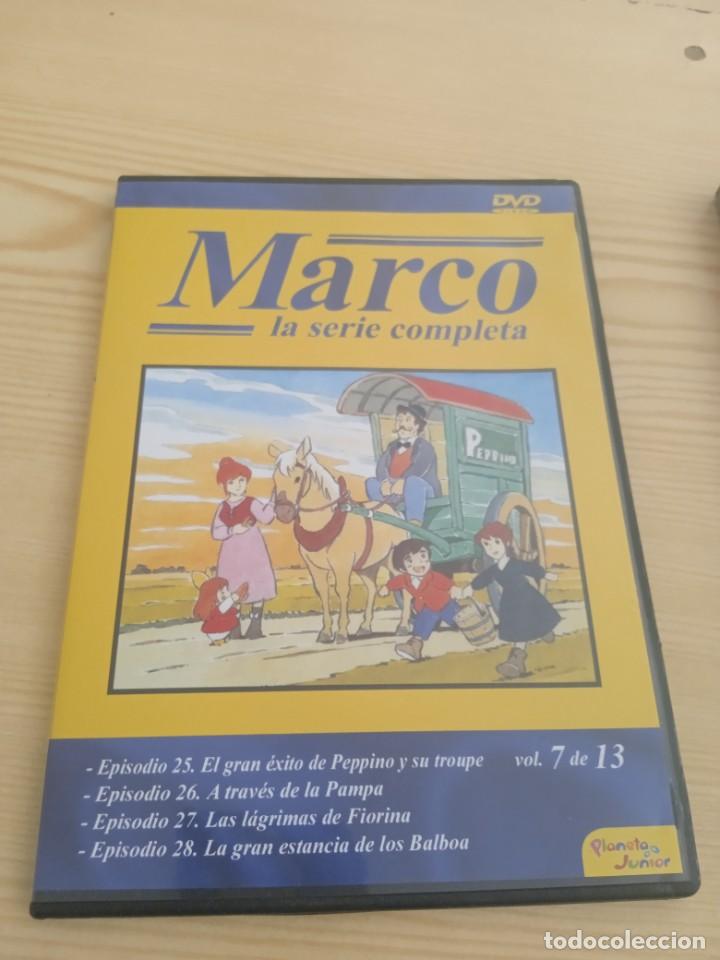 DVD
Marco
la serie completa
PEPPINO
- Episodio 25. El gran éxito de Peppino y su troupe vol. 7 de 13
- Episodio 26. A través de la Pampa
- Episodio 27. Las lágrimas de Fiorina
- Episodio 28. La gran estancia de los Balboa
Planeta
Junior
todocoleccion